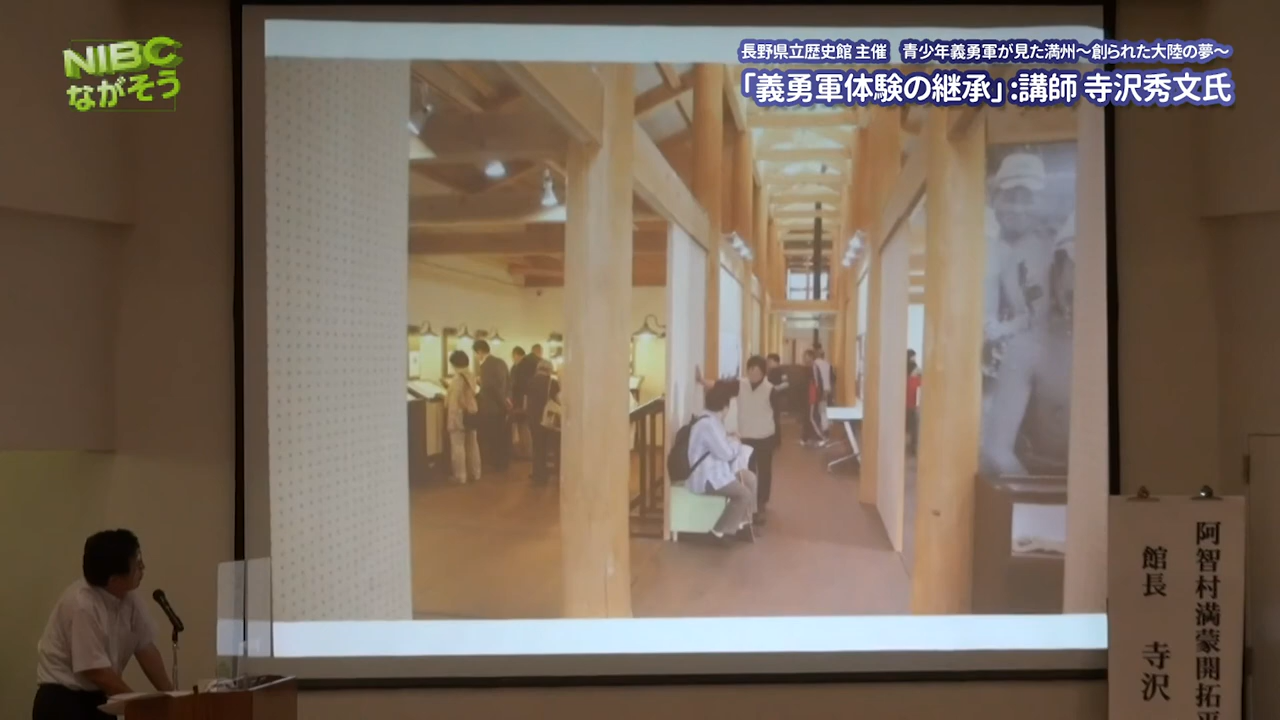 NIBC
ながそう
長野県立歴史館 主催　青少年義勇軍が見た満州～創られた大陸の夢～
「義勇軍体験の継承」:講師 寺沢秀文氏
阿智村満蒙開拓平
館長　寺沢